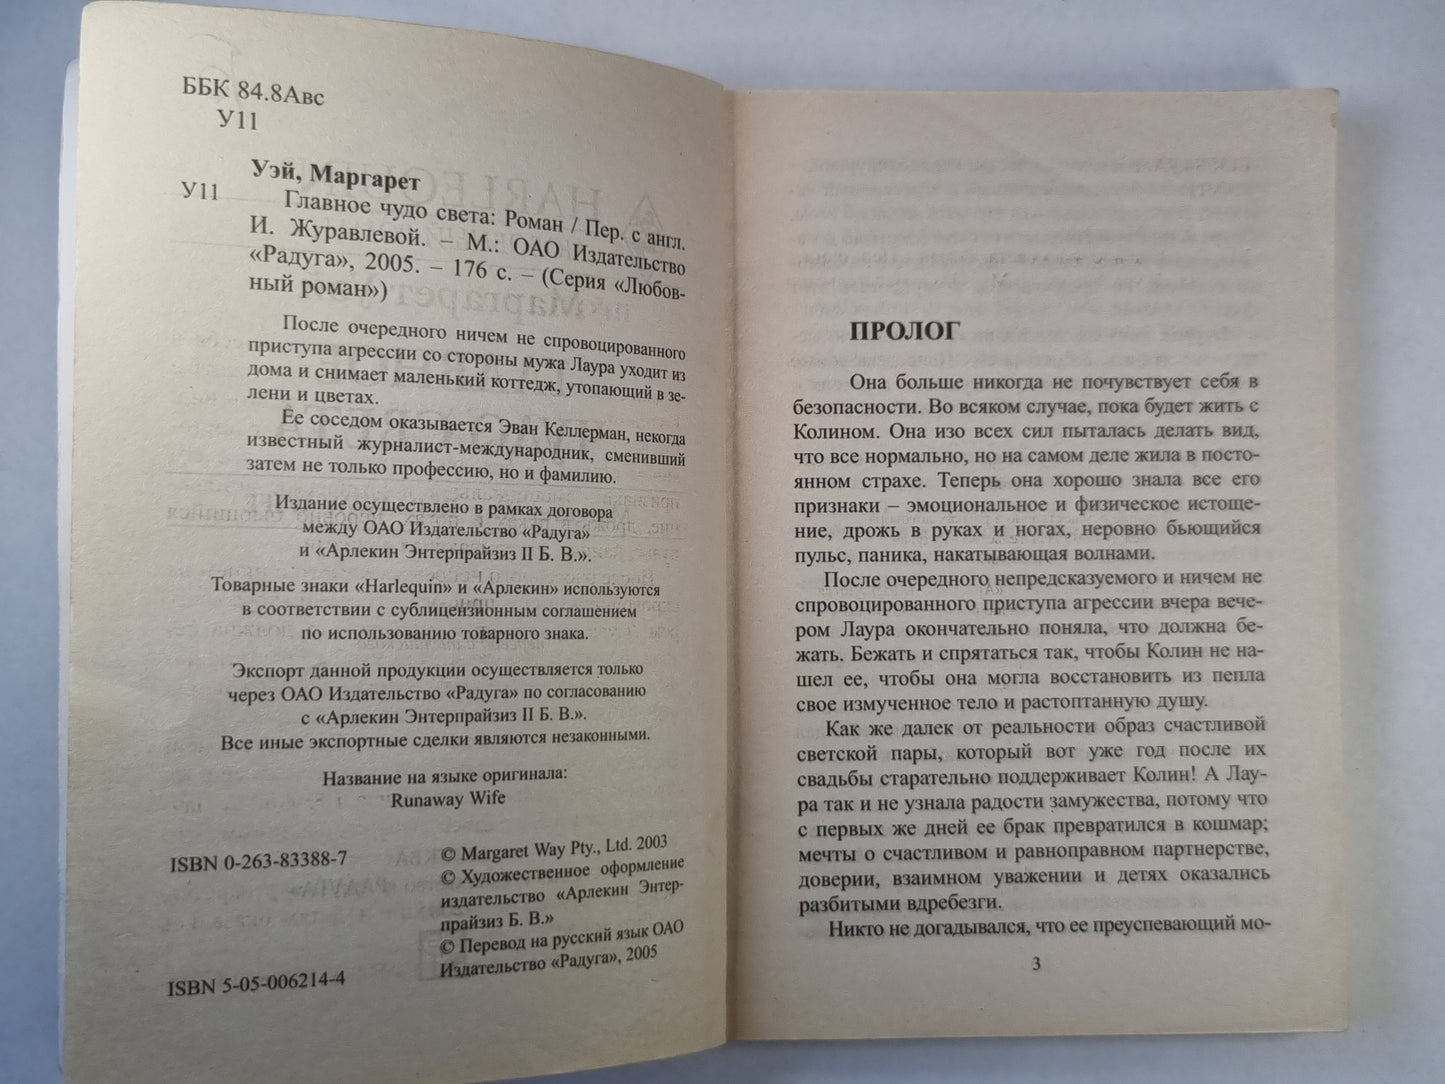 ББК 84.8Авс
У11
Уэй, Маргарет
У11
Главное чудо света: Роман / Пер. с англ.
И. Журавлевой. – М.: ОАО Издательство
«Радуга», 2005. – 176 с. – (Серия «Любов-
ный роман»)
После очередного ничем не спровоцированного
приступа агрессии со стороны мужа Лаура уходит из
дома и снимает маленький коттедж, утопающий в зе-
лени и цветах.
Ее соседом оказывается Эван Келлерман, некогда
известный журналист-международник, сменивший
затем не только профессию, но и фамилию.
Издание осуществлено в рамках договора
между ОАО Издательство «Радуга»
и «Арлекин Энтерпрайзиз II Б. В.».
Товарные знаки «Harlequin» и «Арлекин» используются
в соответствии с сублицензионным соглашением
по использованию товарного знака.
Экспорт данной продукции осуществляется только
через ОАО Издательство «Радуга» по согласованию
с «Арлекин Энтерпрайзиз II Б. В.».
Все иные экспортные сделки являются незаконными.
Название на языке оригинала:
Runaway Wife
ISBN 0-263-83388-7
© Margaret Way Pty., Ltd. 2003
© Художественное оформление
издательство «Арлекин Энтер-
прайзиз Б. В.»
© Перевод на русский язык ОАО
Издательство «Радуга», 2005
ISBN 5-05-006214-4
ПРОЛОГ
Она больше никогда не почувствует себя в
безопасности. Во всяком случае, пока будет жить с
Колином. Она изо всех сил пыталась делать вид,
что все нормально, но на самом деле жила в посто-
янном страхе. Теперь она хорошо знала все его
признаки – эмоциональное и физическое истоще-
ние, дрожь в руках и ногах, неровно бьющийся
пульс, паника, накатывающая волнами.
После очередного непредсказуемого и ничем не
спровоцированного приступа агрессии вчера вече-
ром Лаура окончательно поняла, что должна бе-
жать. Бежать и спрятаться так, чтобы Колин не на-
шел ее, чтобы она могла восстановить из пепла
свое измученное тело и растоптанную душу.
Как же далек от реальности образ счастливой
светской пары, который вот уже год после их
свадьбы старательно поддерживает Колин! А Лау-
ра так и не узнала радости замужества, потому что
с первых же дней ее брак превратился в кошмар;
мечты о счастливом и равноправном партнерстве,
доверии, взаимном уважении и детях оказались
разбитыми вдребезги.
Никто не догадывался, что ее преуспевающий мо-
3